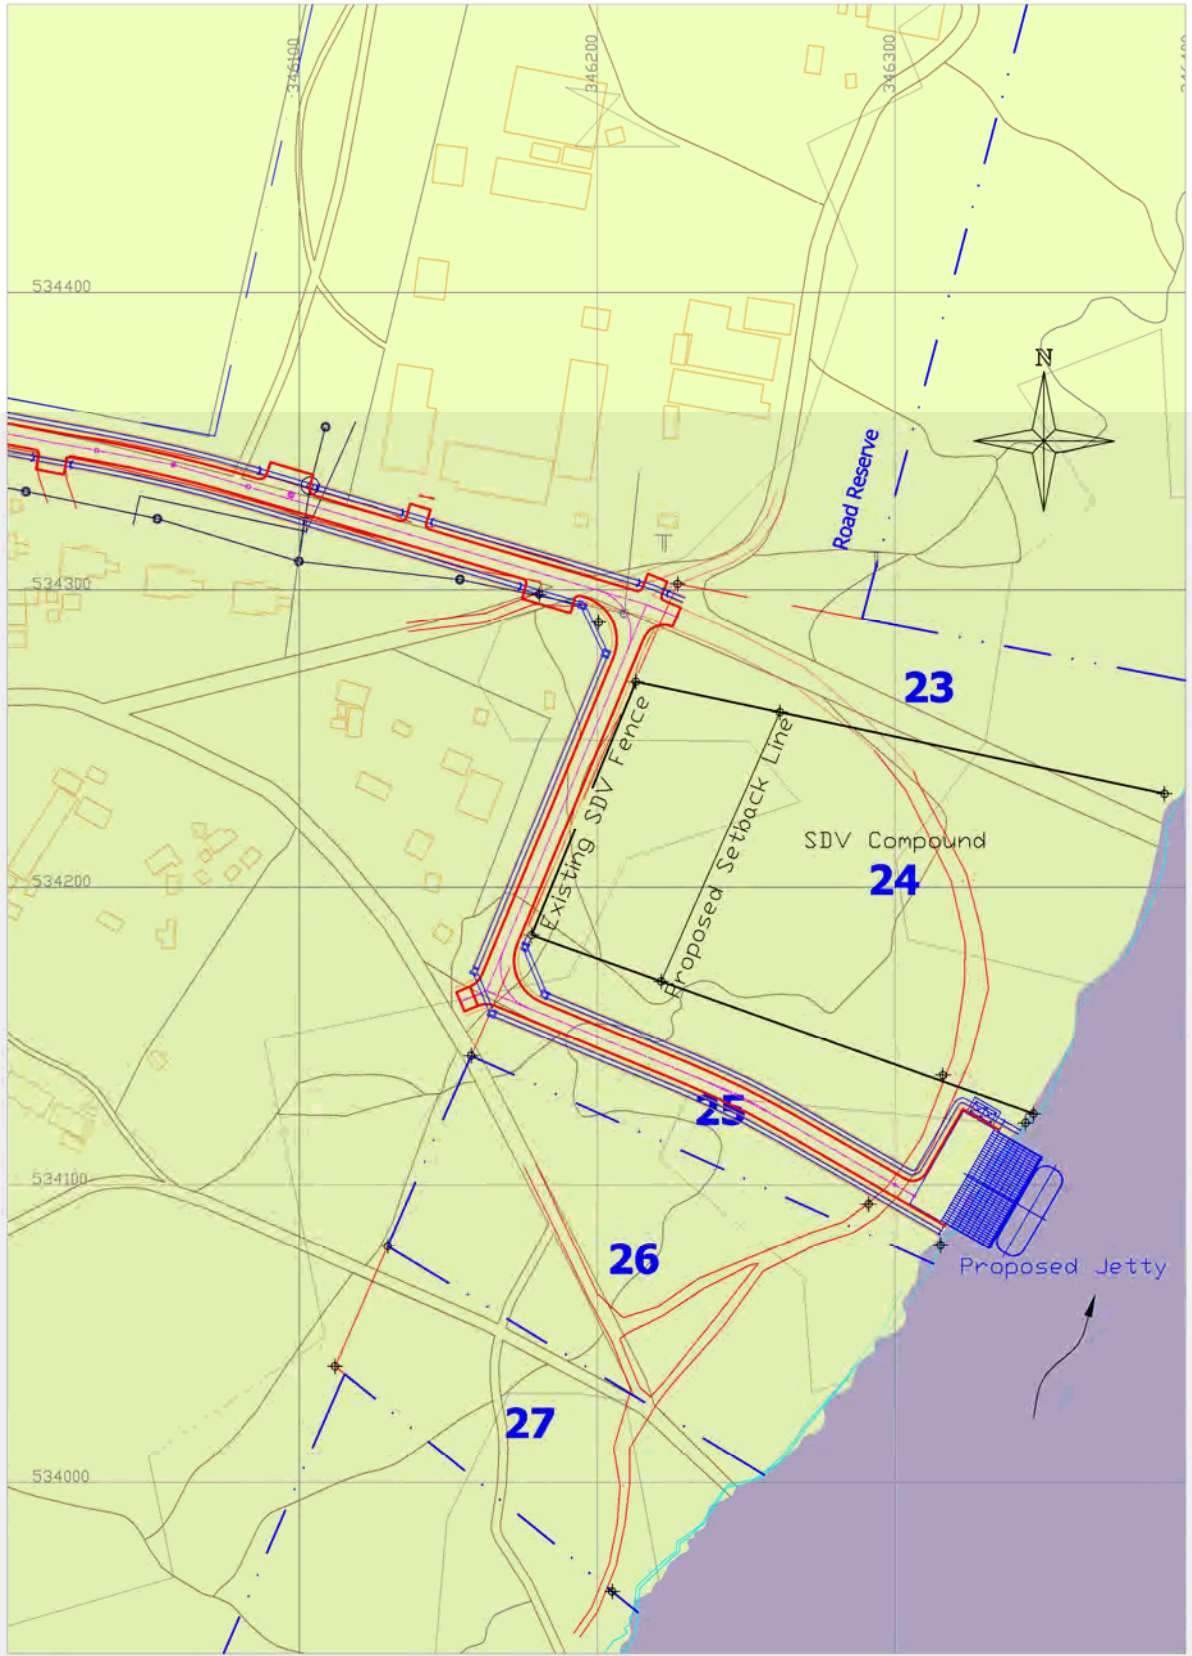 346100
346200
346300
534400
N
Road Reserve
534300
23
Existing SDV Fence
Proposed Setback Line
SDV Compound
24
534200
25
534100
26
Proposed Jetty
27
534000